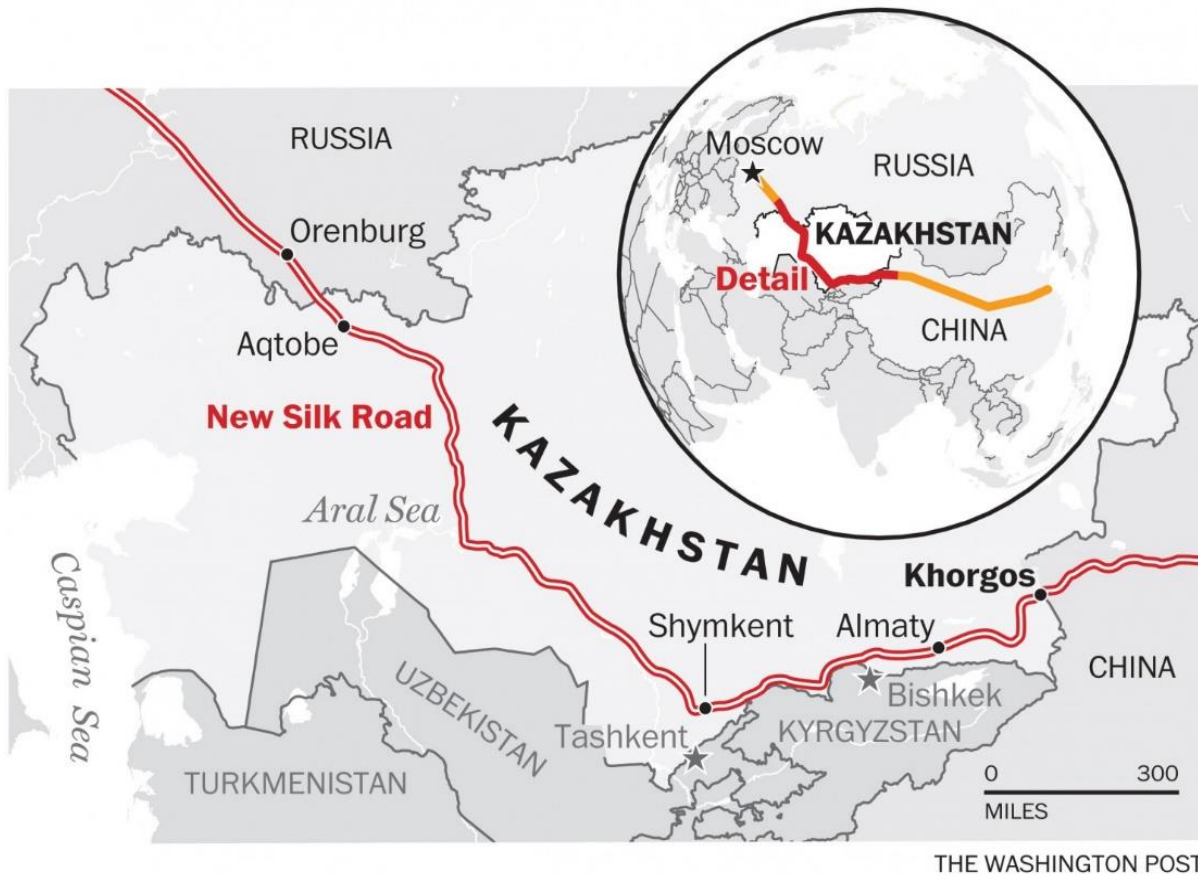 Moscow
RUSSIA
KAZAKHSTAN
Detail
CHINA
RUSSIA
Orenburg
Aqtobe
New Silk Road
KAZAKHSTAN
Aral Sea
Caspian Sea
Khorgos
Shymkent
Almaty
CHINA
UZBEKISTAN
Bishkek
Tashkent
KYRGYZSTAN
TURKMENISTAN
0 300
MILES
THE WASHINGTON POST